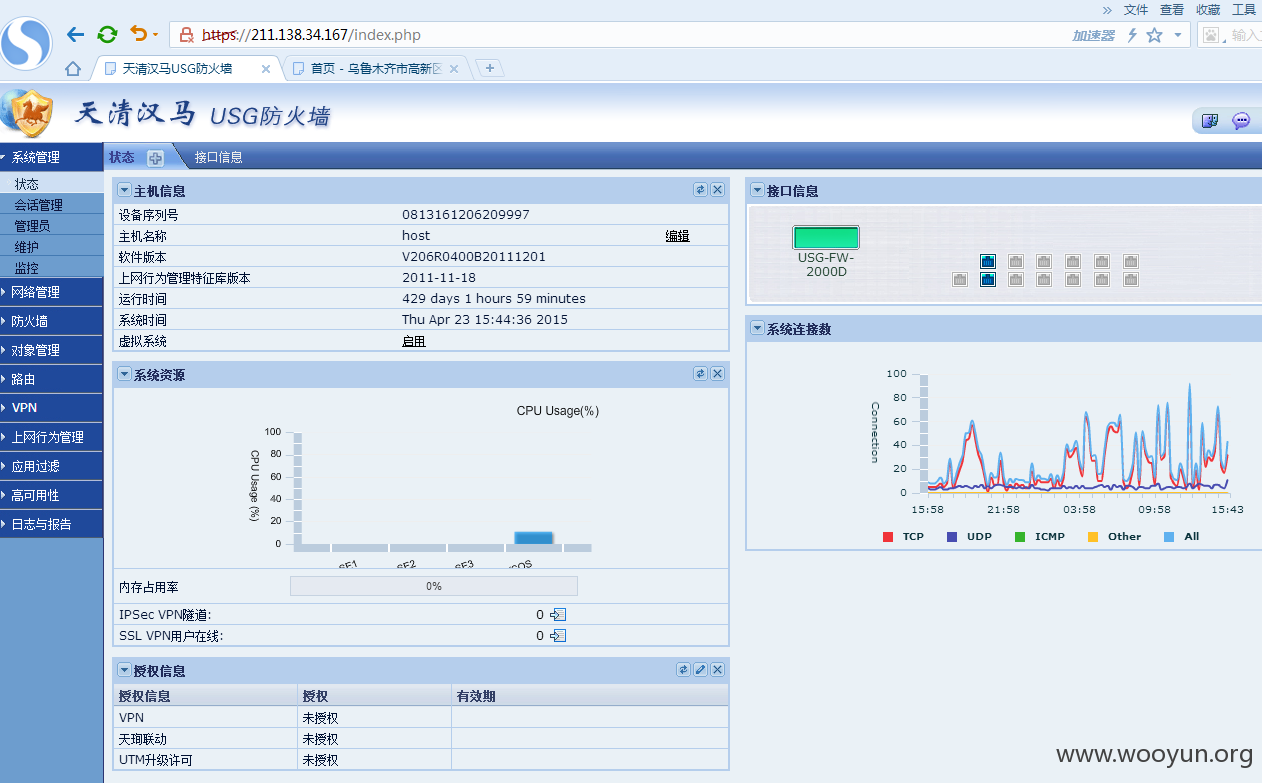 » 文件 查看 收藏 工具
https://211.138.34.167/index.php
加速器
输入
天清汉马USG防火墙
首页 - 乌鲁木齐市高新区
天清汉马 USG防火墙
系统管理
状态
会话管理
管理员
维护
监控
网络管理
防火墙
对象管理
路由
VPN
上网行为管理
应用过滤
高可用性
日志与报告
状态
接口信息
主机信息
设备序列号 0813161206209997
主机名称 host 编辑
软件版本 V206R0400B20111201
上网行为管理特征库版本 2011-11-18
运行时间 429 days 1 hours 59 minutes
系统时间 Thu Apr 23 15:44:36 2015
虚拟系统 启用
系统资源
CPU Usage(%)
CPU Usage (%)
100
80
60
40
20
0
SE1 SE2 SE3
内存占用率 0%
IPSec VPN隧道: 0
SSL VPN用户在线: 0
授权信息
授权信息 授权 有效期
VPN 未授权
天珣联动 未授权
UTM升级许可 未授权
接口信息
USG-FW-
2000D
系统连接数
Connection
100
80
60
40
20
0
15:58 21:58 03:58 09:58 15:43
TCP UDP ICMP Other All
www.wooyun.org